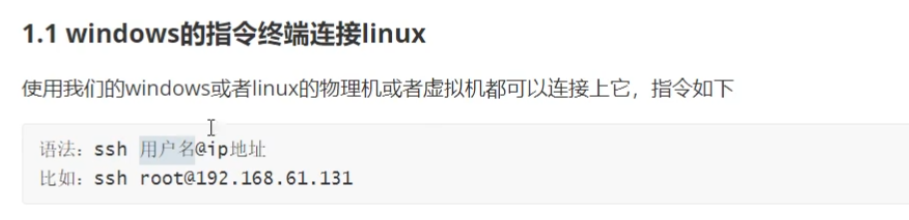 1.1 windows的指令终端连接linux
使用我们的windows或者linux的物理机或者虚拟机都可以连接上它，指令如下
语法：ssh 用户名@ip地址
比如：ssh root@192.168.61.131